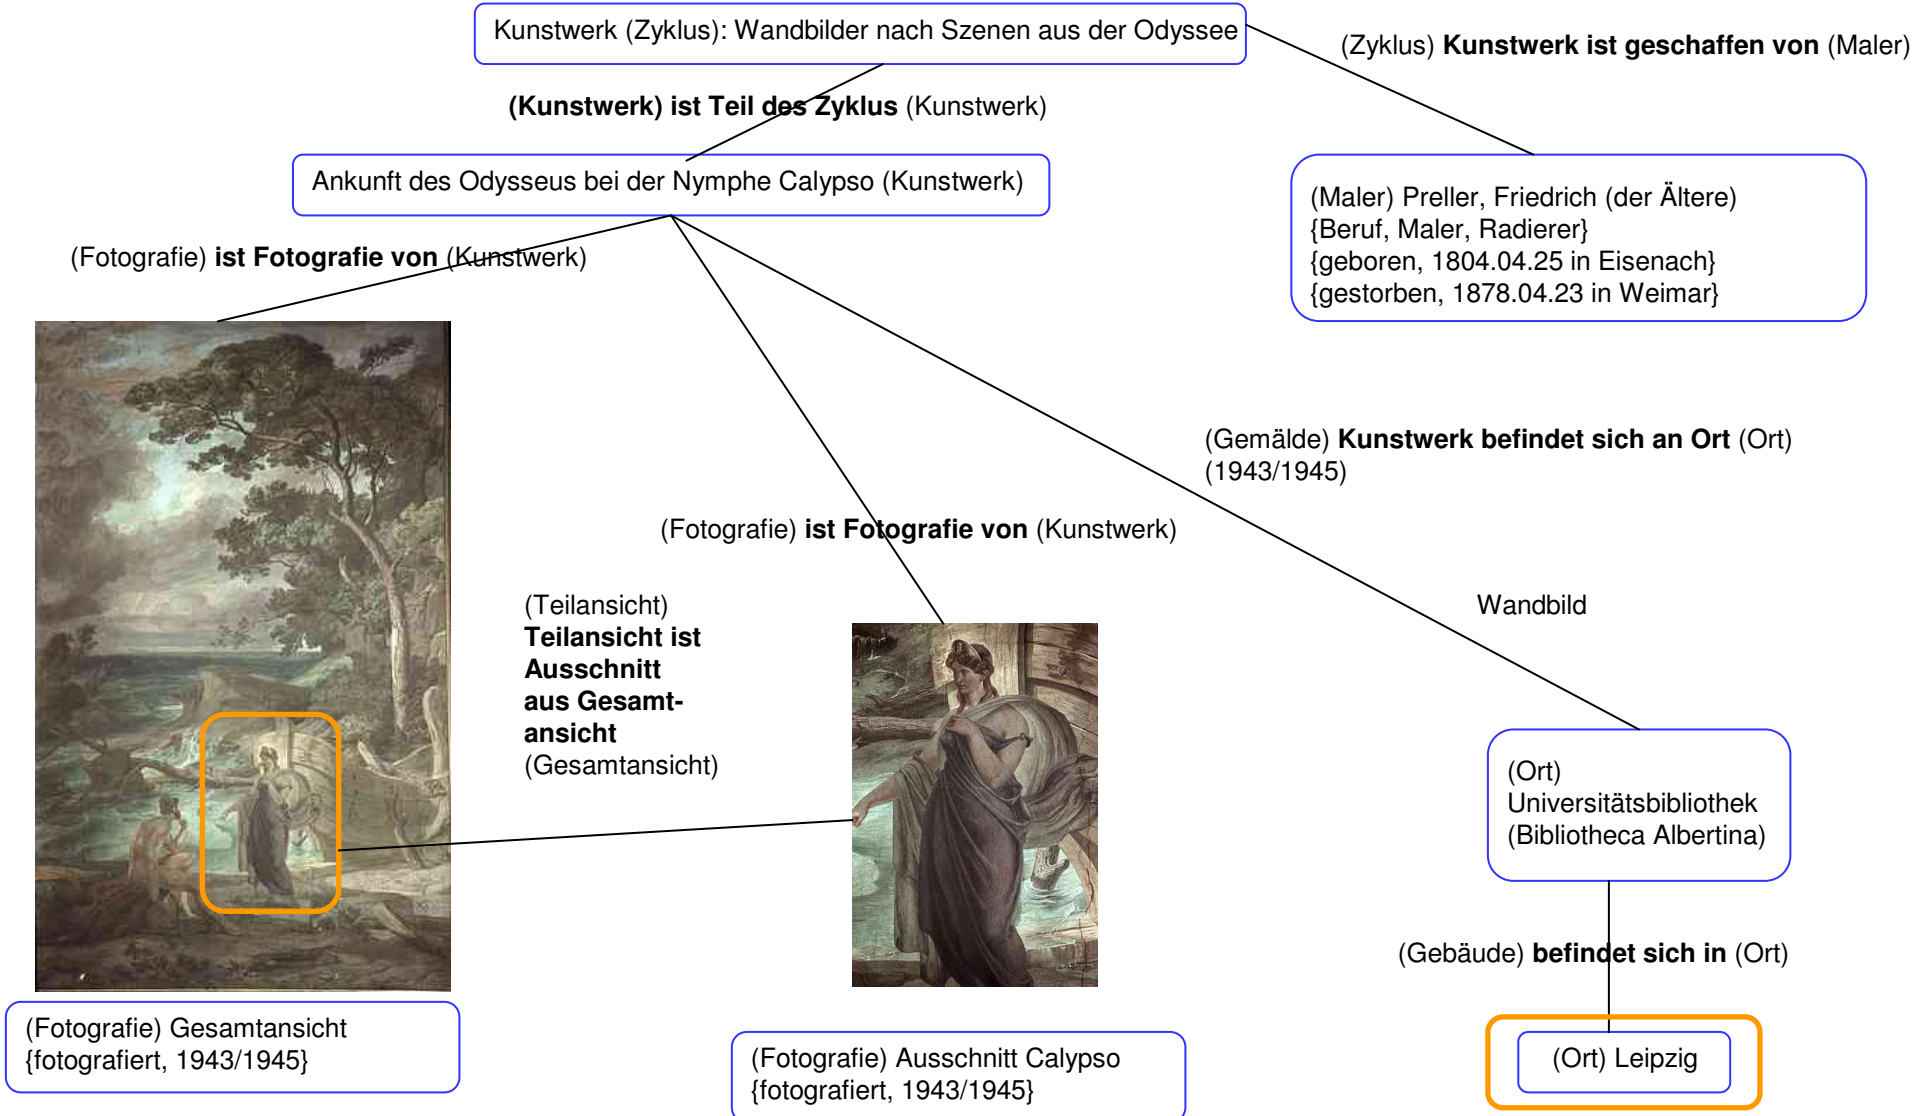 Kunstwerk (Zyklus): Wandbilder nach Szenen aus der Odyssee
(Zyklus) Kunstwerk ist geschaffen von (Maler)
(Kunstwerk) ist Teil des Zyklus (Kunstwerk)
Ankunft des Odysseus bei der Nymphe Calypso (Kunstwerk)
(Maler) Preller, Friedrich (der Ältere)
{Beruf, Maler, Radierer}
{geboren, 1804.04.25 in Eisenach}
{gestorben, 1878.04.23 in Weimar}
(Fotografie) ist Fotografie von (Kunstwerk)
(Gemälde) Kunstwerk befindet sich an Ort (Ort)
(1943/1945)
(Fotografie) ist Fotografie von (Kunstwerk)
(Teilansicht)
Teilansicht ist
Ausschnitt
aus Gesamt-
ansicht
(Gesamtansicht)
Wandbild
(Ort)
Universitätsbibliothek
(Bibliotheca Albertina)
(Gebäude) befindet sich in (Ort)
(Fotografie) Gesamtansicht
{fotografiert, 1943/1945}
(Fotografie) Ausschnitt Calypso
{fotografiert, 1943/1945}
(Ort) Leipzig